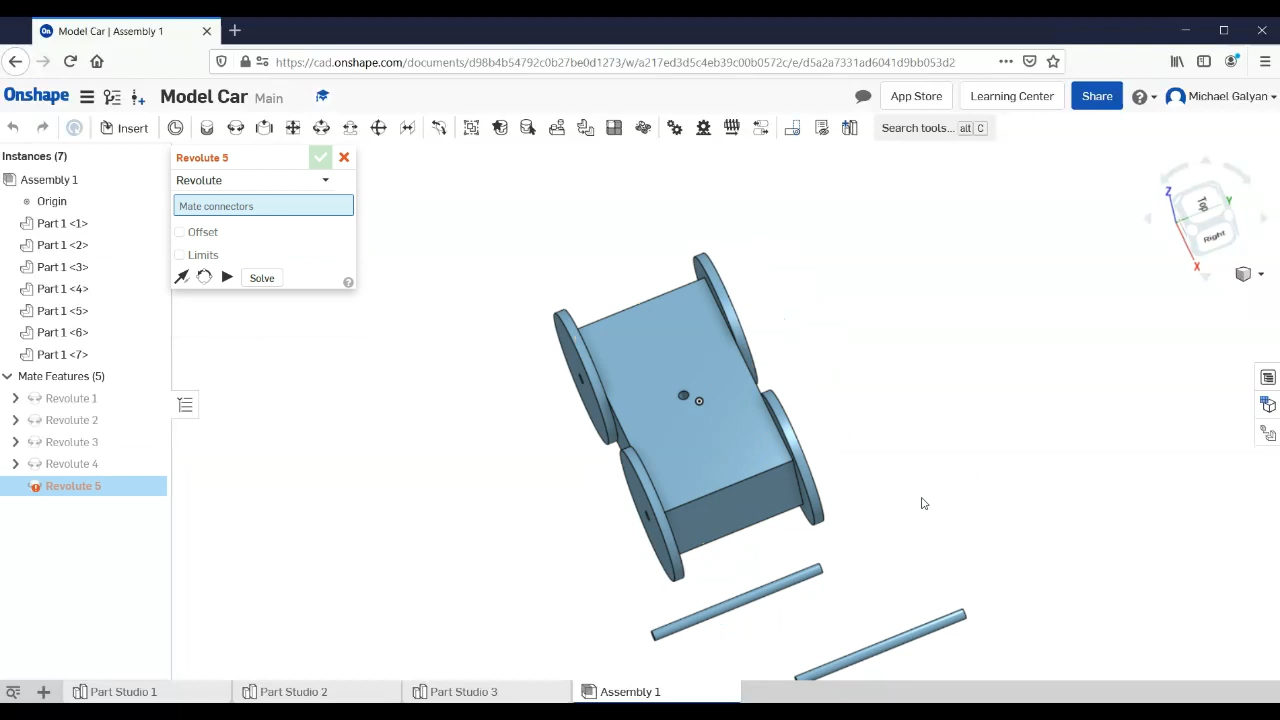 Model Car | Assembly 1
https://cad.onshape.com/documents/d98b4b54792c0b27be0d1273/w/a217ed3d5c4eb39c00b0572c/e/d5a2a7331ad6041d9bb053d2
Onshape
Model Car Main
App Store
Learning Center
Share
Michael Galyan
Insert
Search tools... alt C
Instances (7)
Assembly 1
Origin
Part 1 <1>
Part 1 <2>
Part 1 <3>
Part 1 <4>
Part 1 <5>
Part 1 <6>
Part 1 <7>
Mate Features (5)
Revolute 1
Revolute 2
Revolute 3
Revolute 4
Revolute 5
Revolute 5
Revolute
Mate connectors
Offset
Limits
Solve
Z
Top
Y
Right
X
Part Studio 1
Part Studio 2
Part Studio 3
Assembly 1